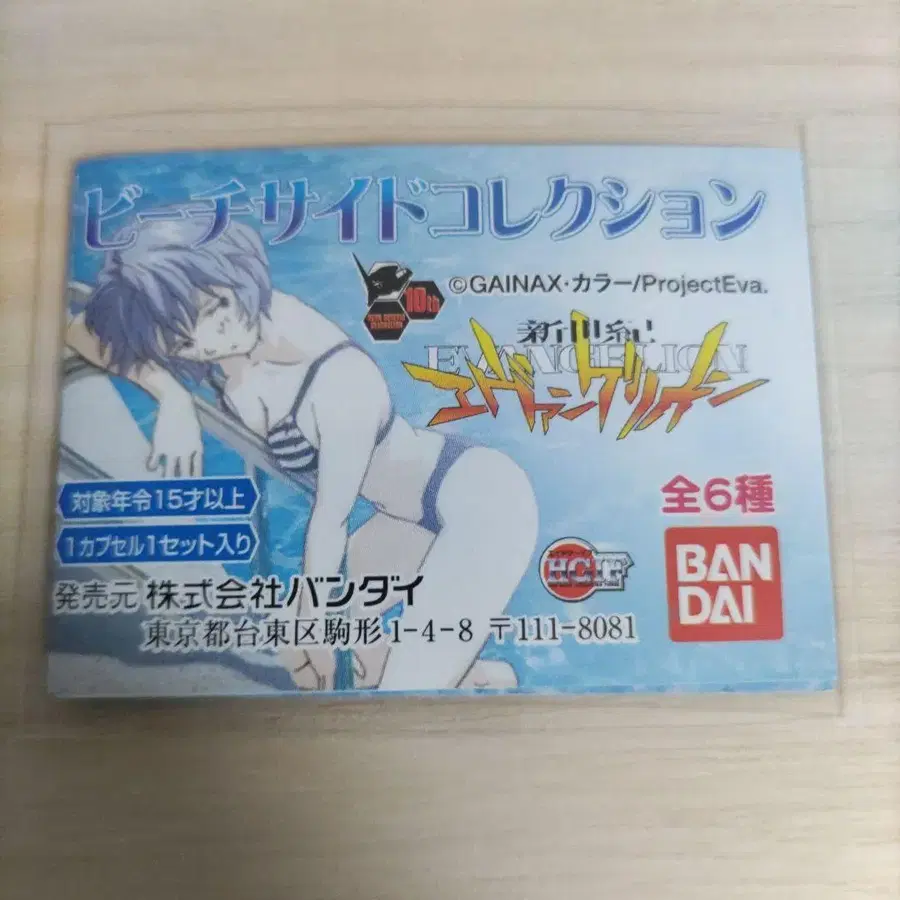 ビーチサイドコレクション
10th
©GAINAX・カラー/ProjectEva.
新世紀
EVANGELION
エヴァンゲリオン
対象年令15才以上
全6種
1カプセル1セット入り
HCIF
BAN
DAI
発売元 株式会社バンダイ
東京都台東区駒形1-4-8 〒111-8081